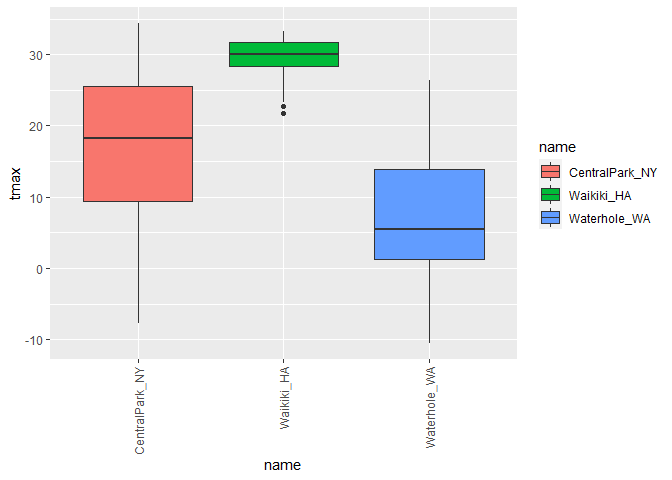 30
20
10
0
-10
tmax
CentralPark_NY
Waikiki_HA
Waterhole_WA
name
name
CentralPark_NY
Waikiki_HA
Waterhole_WA